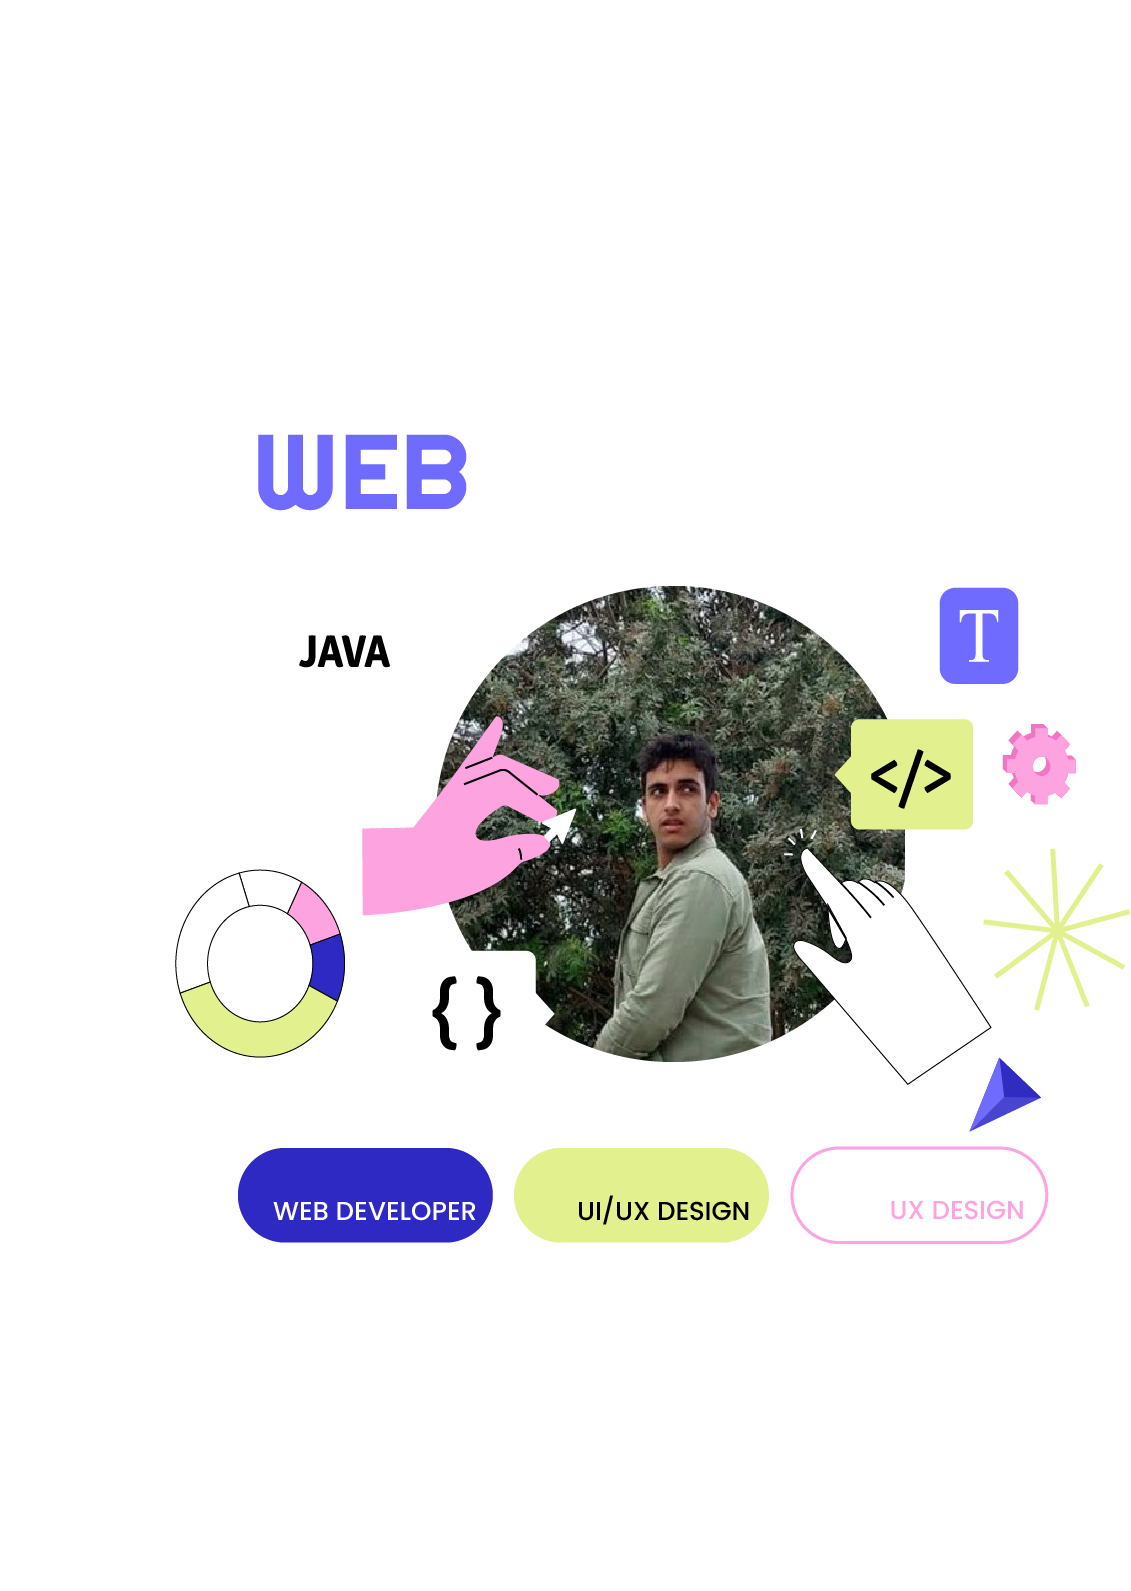 WEB
JAVA
T
</>
{ }
WEB DEVELOPER
UI/UX DESIGN
UX DESIGN